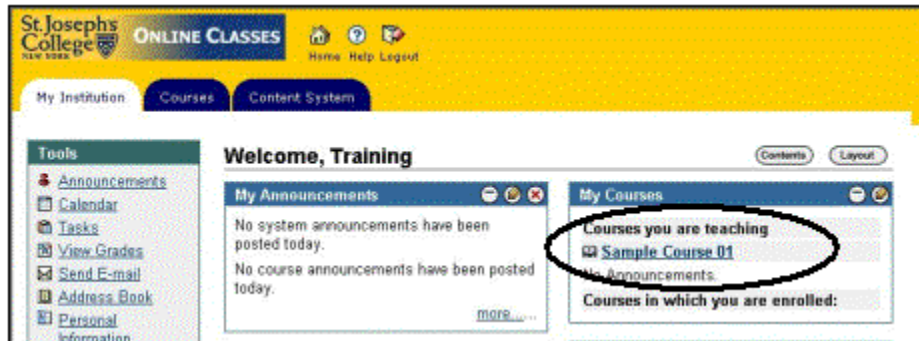 St. Joseph's
College
NEW YORK
ONLINE CLASSES
Home Help Logout
My Institution
Courses
Content System
Tools
Announcements
Calendar
Tasks
View Grades
Send E-mail
Address Book
Personal
Information
Welcome, Training
Contents
Layout
My Announcements
No system announcements have been
posted today.
No course announcements have been posted
today.
more......
My Courses
Courses you are teaching
Sample Course 01
No Announcements.
Courses in which you are enrolled: